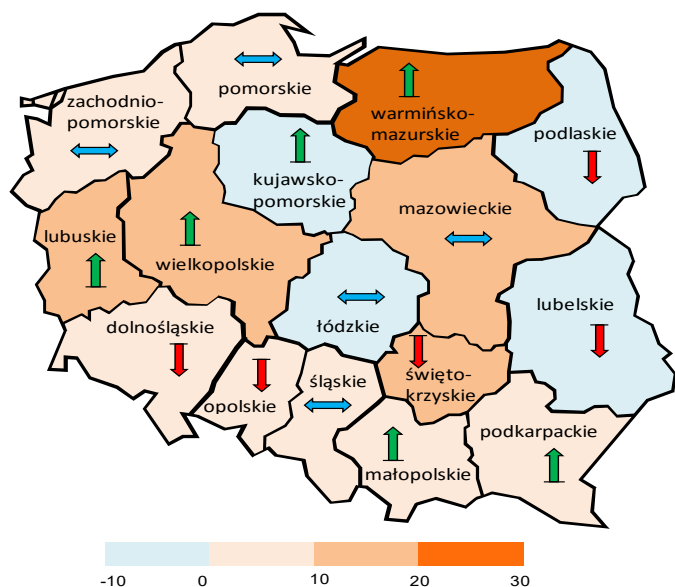 pomorskie
zachodnio-
pomorskie
warmińsko-
mazurskie
podlaskie
kujawsko-
pomorskie
mazowieckie
lubuskie
wielkopolskie
lubelskie
łódzkie
dolnośląskie
opolskie
śląskie
święto-
krzyskie
podkarpackie
małopolskie
-10 0 10 20 30